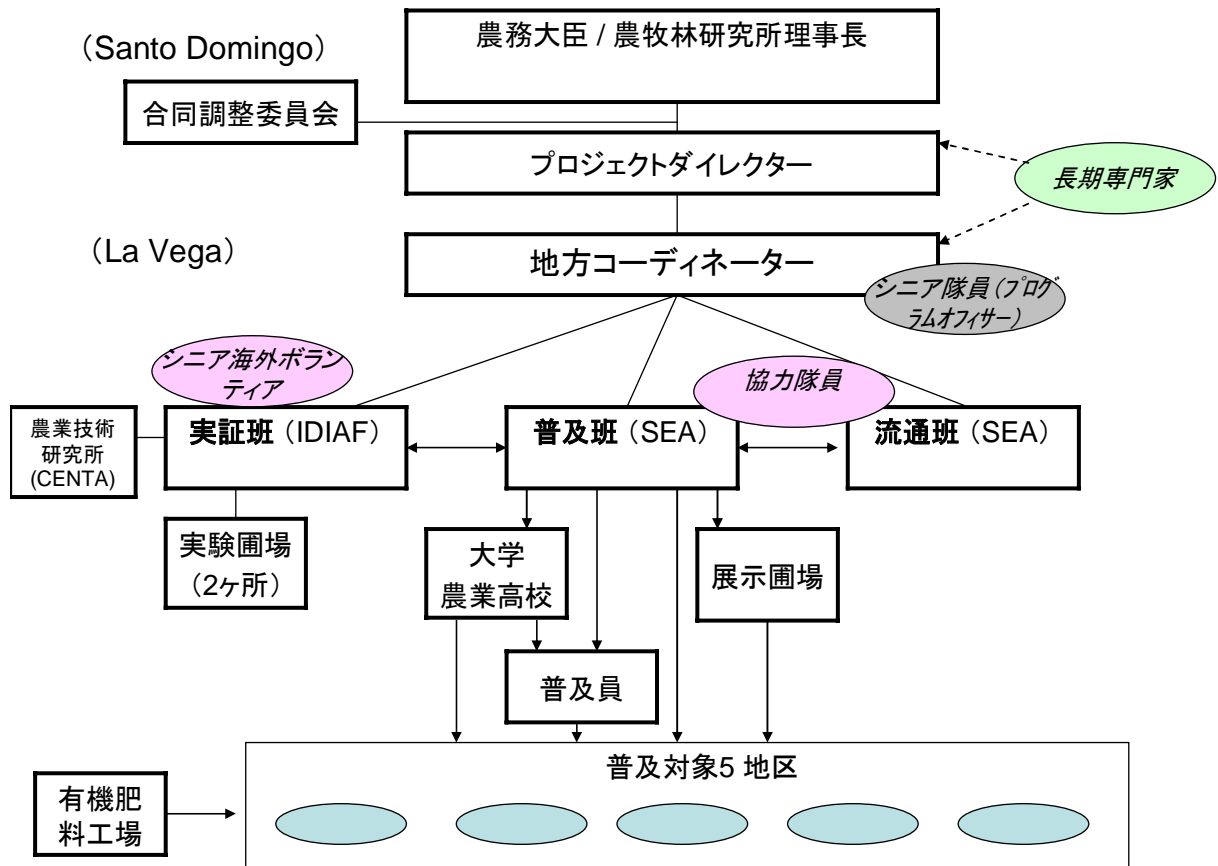 （Santo Domingo）
農務大臣 / 農牧林研究所理事長
合同調整委員会
プロジェクトダイレクター
長期専門家
（La Vega）
地方コーディネーター
シニア隊員（プログ
ラムオフィサー）
シニア海外ボラン
ティア
協力隊員
農業技術
研究所
(CENTA)
実証班（IDIAF）
普及班（SEA）
流通班（SEA）
実験圃場
（2ヶ所）
大学
農業高校
展示圃場
普及員
普及対象5 地区
有機肥
料工場